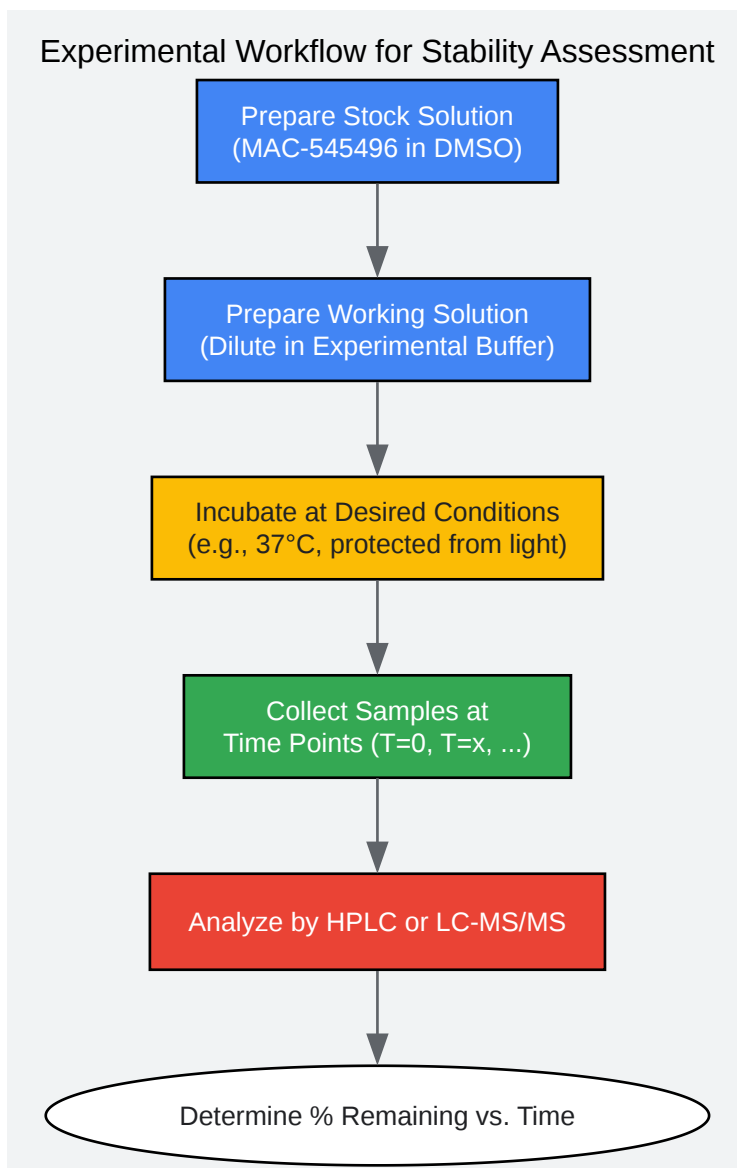 Experimental Workflow for Stability Assessment
Prepare Stock Solution
(MAC-545496 in DMSO)
Prepare Working Solution
(Dilute in Experimental Buffer)
Incubate at Desired Conditions
(e.g., 37°C, protected from light)
Collect Samples at
Time Points (T=0, T=x, ...)
Analyze by HPLC or LC-MS/MS
Determine % Remaining vs. Time